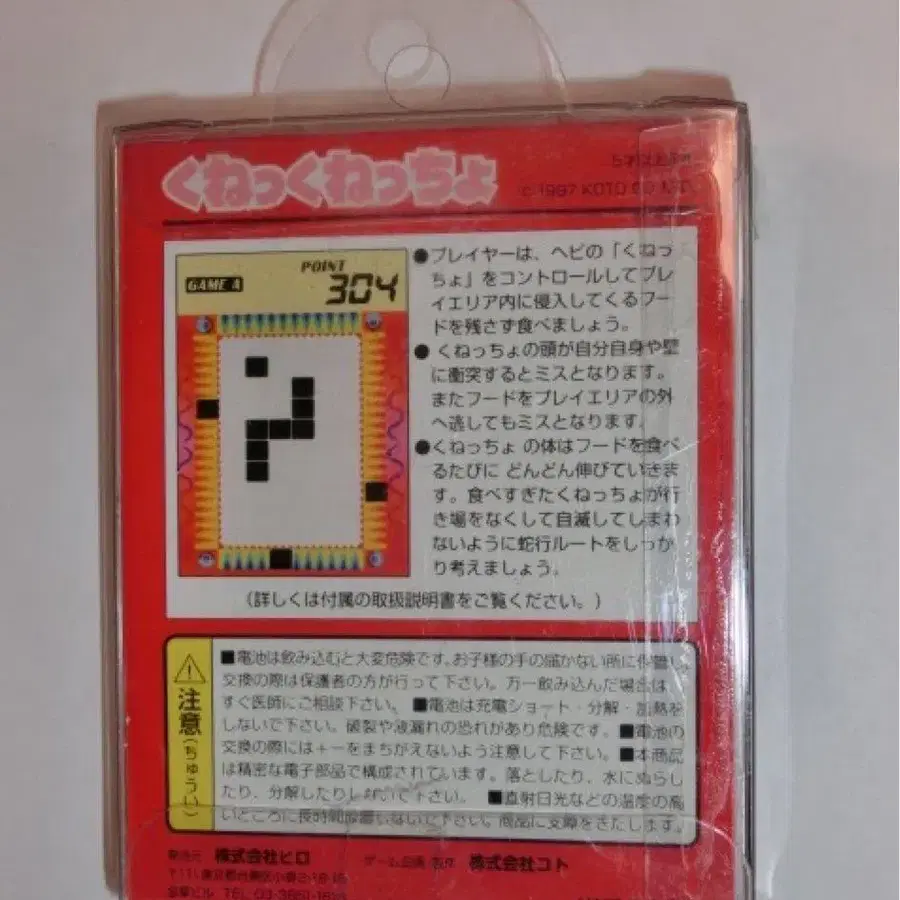 くねっくねっちょ
© 1997 KOTO CO.,LTD.
GAME A
POINT
304
●プレイヤーは、ヘビの「くねっ
ちょ」をコントロールしてプレ
イエリア内に侵入してくるフー
ドを残さず食べましょう。
● くねっちょの頭が自分自身や壁
に衝突するとミスとなります。
またフードをプレイエリアの外
へ逃してもミスとなります。
●くねっちょ の体はフードを食べ
るたびに どんどん伸びていきま
す。食べすぎたくねっちょが行
き場をなくして自滅してしまわ
ないように蛇行ルートをしっか
り考えましょう。
（詳しくは付属の取扱説明書をご覧ください。）
注意(ちゅうい)
■電池は飲み込むと大変危険です。お子様の手の届かない所に保管し、
交換の際は保護者の方が行って下さい。万一飲み込んだ場合は
すぐ医師にご相談下さい。 ■電池は充電ショート・分解・加熱を
しないで下さい。破裂や液漏れの恐れがあり危険です。■電池の
交換の際には＋－をまちがえないよう注意して下さい。■本商品
は精密な電子部品で構成されています。落としたり、水にぬらし
たり、分解したりしないで下さい。 ■直射日光などの温度の高
いところに長時間放置しないで下さい。商品に支障をきたします。
発売元 株式会社ヒロ
ゲーム企画・製作 株式会社コト
〒111 東京都台東区小島
ビル TEL 03-